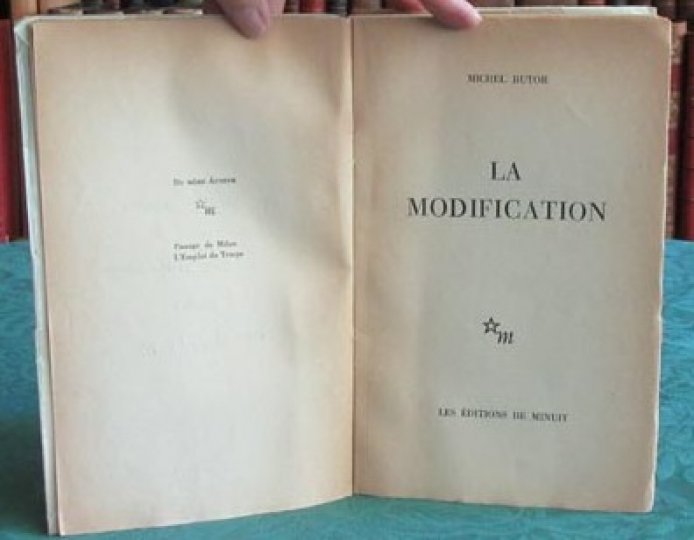 Du même Auteur
m
Passage de Milan
L'Emploi du Temps
MICHEL BUTOR
LA
MODIFICATION
m
LES ÉDITIONS DE MINUIT